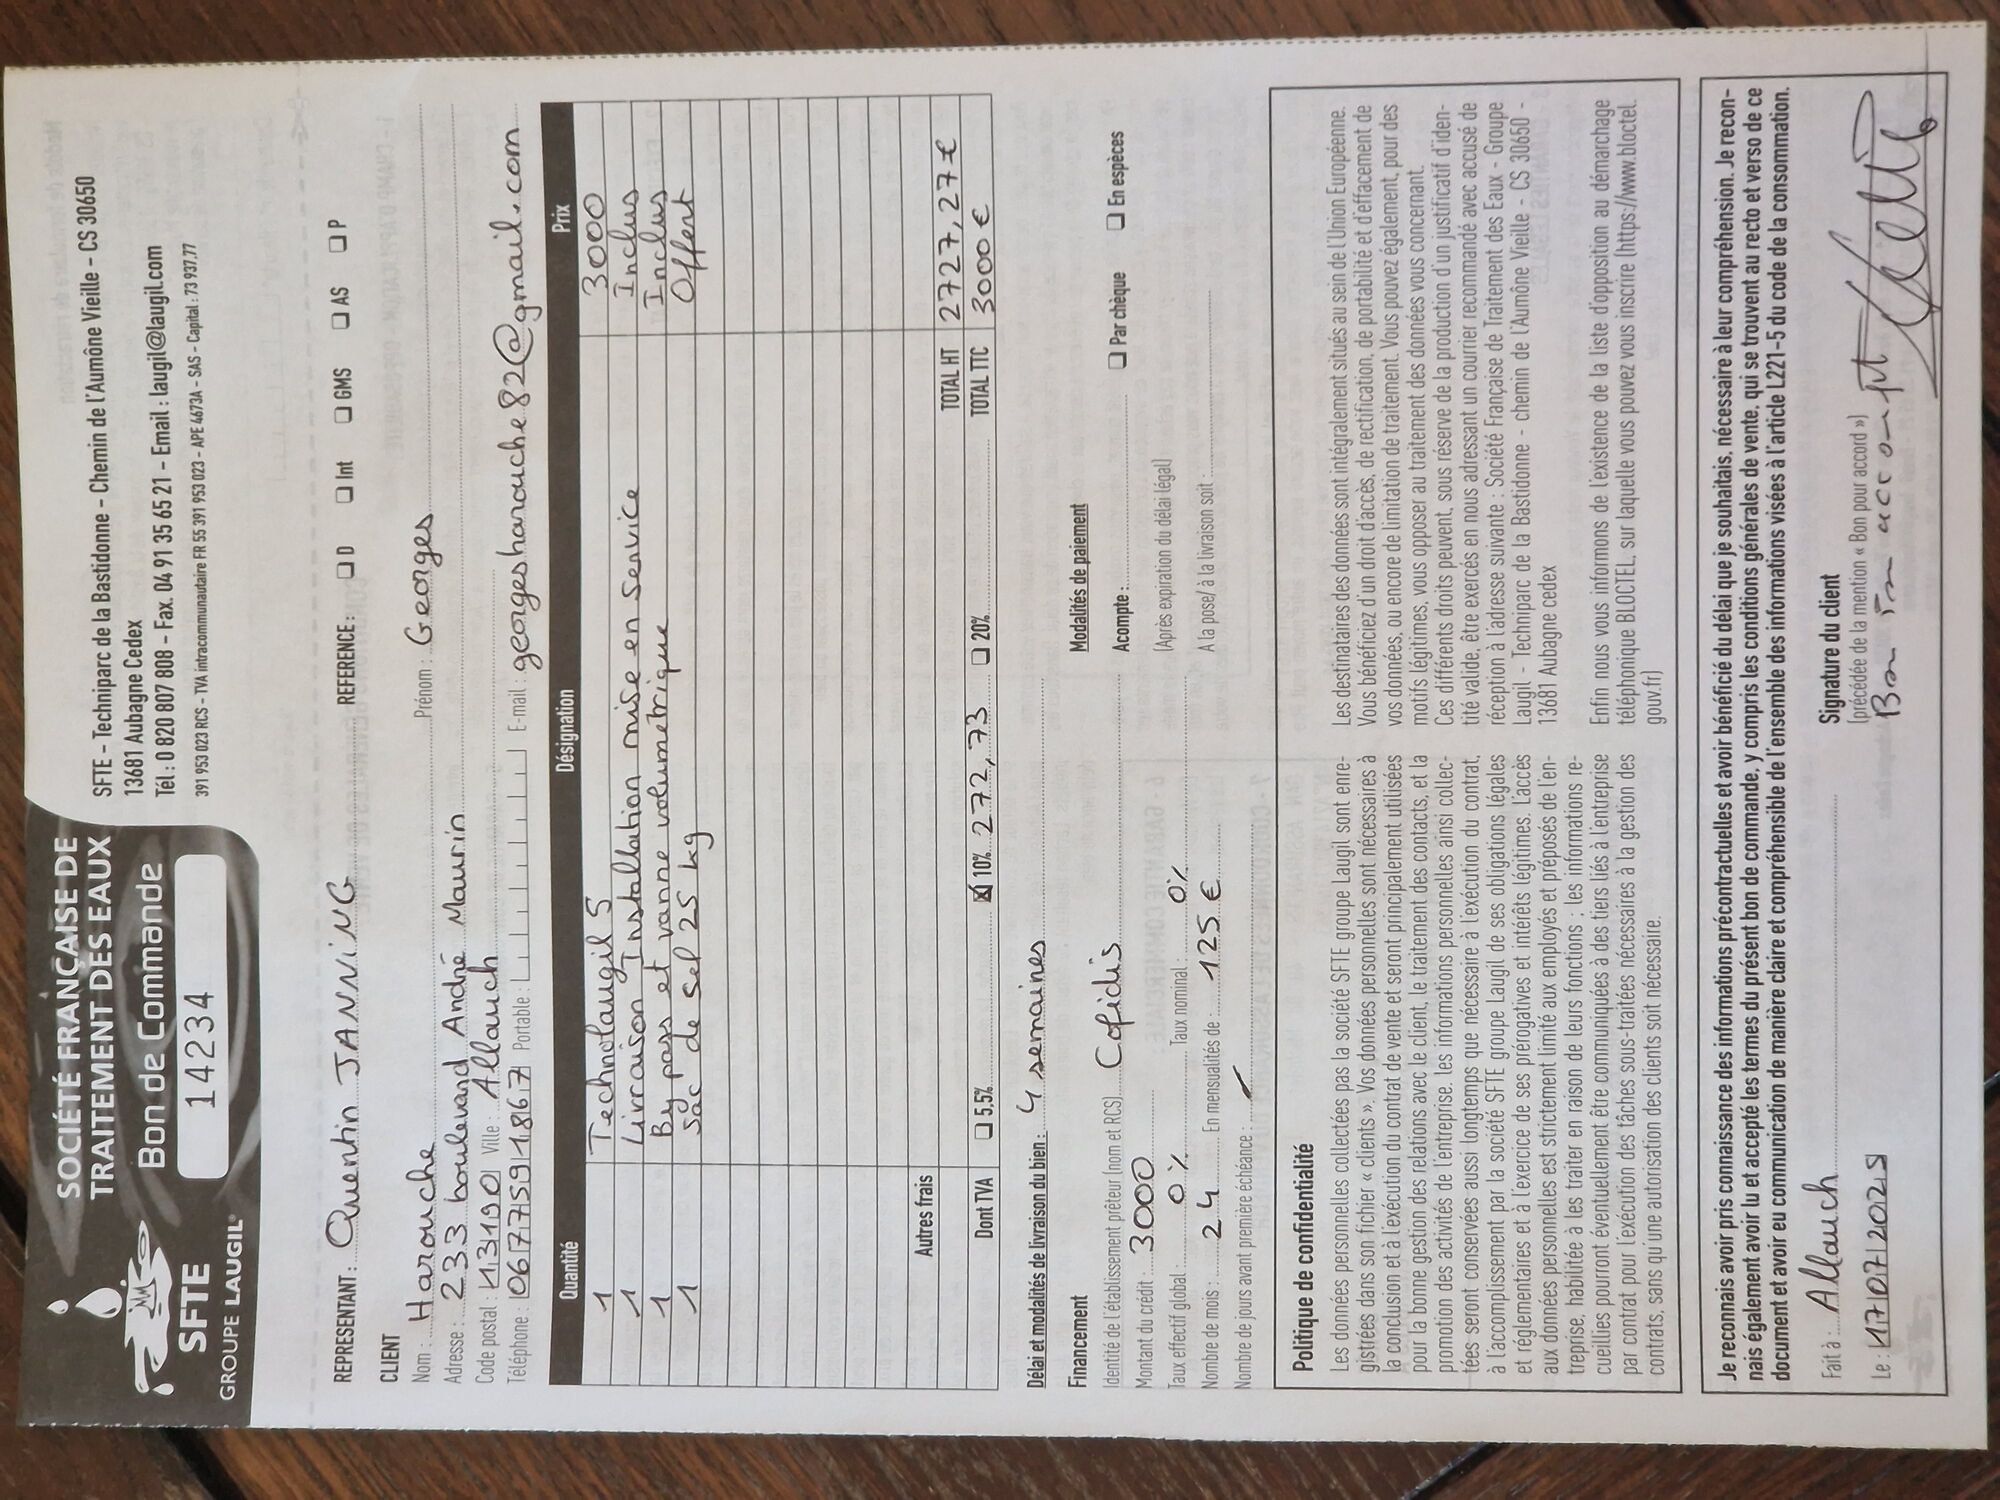 SOCIÉTÉ FRANÇAISE DE
TRAITEMENT DES EAUX
Bon de Commande
14234
SFTE
GROUPE LAUGIL®
SFTE - Techniparc de la Bastidonne - Chemin de l'Aumône Vieille - CS 30650
13681 Aubagne Cedex
Tél : 0 820 807 808 - Fax. 04 91 35 65 21 - Email : laugil@laugil.com
391 953 023 RCS - TVA intracommunautaire FR 55 391 953 023 - APE 4673A - SAS - Capital : 73 937,77
REPRESENTANT : Quentin JANNING REFERENCE : ☐ D ☐ Int ☐ GMS ☐ AS ☐ P
CLIENT
Nom : Harouche Prénom : Georges
Adresse : 233 boulevard André Maurin
Code postal : 13190 Ville : Allauch
Téléphone : 0677591867 Portable : E-mail : georgesharouche82@gmail.com
Quantité Désignation Prix
1 Technolaugil S 3000
1 Livraison Installation mise en service Inclus
1 By pass et vanne volumétrique Inclus
1 Sac de sel 25 kg Offert
Autres frais TOTAL HT 2727,27€
Dont TVA ☐ 5,5% ☒ 10% 272,73 ☐ 20% TOTAL TTC 3000€
Délai et modalités de livraison du bien : 4 semaines
Financement
Identité de l'établissement prêteur (nom et RCS) Cofidis
Montant du crédit : 3000
Taux effectif global : 0% Taux nominal : 0%
Nombre de mois : 24 En mensualités de : 125€
Nombre de jours avant première échéance :
Modalités de paiement
Acompte : ☐ Par chèque ☐ En espèces
(Après expiration du délai légal)
A la pose/ à la livraison soit :
Politique de confidentialité
Les données personnelles collectées pas la société SFTE groupe Laugil sont enre-
gistrées dans son fichier « clients ». Vos données personnelles sont nécessaires à
la conclusion et à l'exécution du contrat de vente et seront principalement utilisées
pour la bonne gestion des relations avec le client, le traitement des contacts, et la
promotion des activités de l'entreprise. les informations personnelles ainsi collec-
tées seront conservées aussi longtemps que nécessaire à l'exécution du contrat,
à l'accomplissement par la société SFTE groupe Laugil de ses obligations légales
et réglementaires et à l'exercice de ses prérogatives et intérêts légitimes. L'accès
aux données personnelles est strictement limité aux employés et préposés de l'en-
treprise, habilitée à les traiter en raison de leurs fonctions ; les informations re-
cueillies pourront éventuellement être communiquées à des tiers liés à l'entreprise
par contrat pour l'exécution des tâches sous-traitées nécessaires à la gestion des
contrats, sans qu'une autorisation des clients soit nécessaire.
Les destinataires des données sont intégralement situés au sein de l'Union Européenne.
Vous bénéficiez d'un droit d'accès, de rectification, de portabilité et d'effacement de
vos données, ou encore de limitation de traitement. Vous pouvez également, pour des
motifs légitimes, vous opposer au traitement des données vous concernant.
Ces différents droits peuvent, sous réserve de la production d'un justificatif d'iden-
tité valide, être exercés en nous adressant un courrier recommandé avec accusé de
réception à l'adresse suivante : Société Française de Traitement des Eaux - Groupe
Laugil - Techniparc de la Bastidonne - chemin de l'Aumône Vieille - CS 30650 -
13681 Aubagne cedex
Enfin nous vous informons de l'existence de la liste d'opposition au démarchage
téléphonique BLOCTEL, sur laquelle vous pouvez vous inscrire (https://www.bloctel.
gouv.fr)
Je reconnais avoir pris connaissance des informations précontractuelles et avoir bénéficié du délai que je souhaitais, nécessaire à leur compréhension. Je recon-
nais également avoir lu et accepté les termes du présent bon de commande, y compris les conditions générales de vente, qui se trouvent au recto et verso de ce
document et avoir eu communication de manière claire et compréhensible de l'ensemble des informations visées à l'article L221-5 du code de la consommation.
Fait à : Allauch
Le : 17/07/2025
Signature du client
(précédée de la mention « Bon pour accord »)
Bon